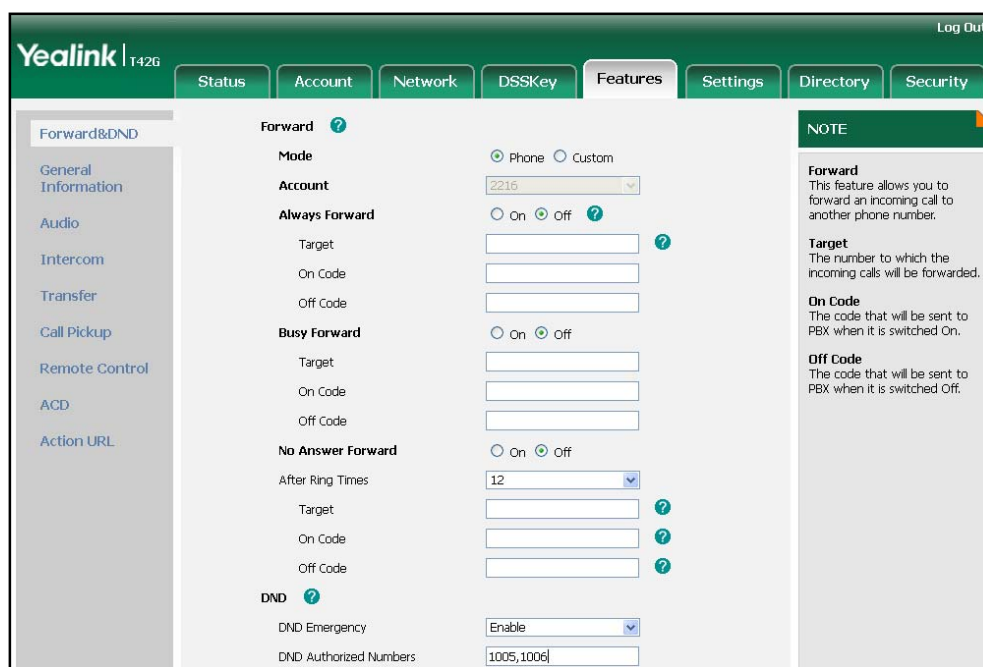 Log Out
Yealink | T42G
Status Account Network DSSKey Features Settings Directory Security
Forward&DND
General
Information
Audio
Intercom
Transfer
Call Pickup
Remote Control
ACD
Action URL
Forward ?
Mode Phone Custom
Account 2216
Always Forward On Off ?
Target ?
On Code
Off Code
Busy Forward On Off
Target
On Code
Off Code
No Answer Forward On Off
After Ring Times 12
Target ?
On Code ?
Off Code ?
DND ?
DND Emergency Enable
DND Authorized Numbers 1005,1006
NOTE
Forward
This feature allows you to
forward an incoming call to
another phone number.
Target
The number to which the
incoming calls will be forwarded.
On Code
The code that will be sent to
PBX when it is switched On.
Off Code
The code that will be sent to
PBX when it is switched Off.